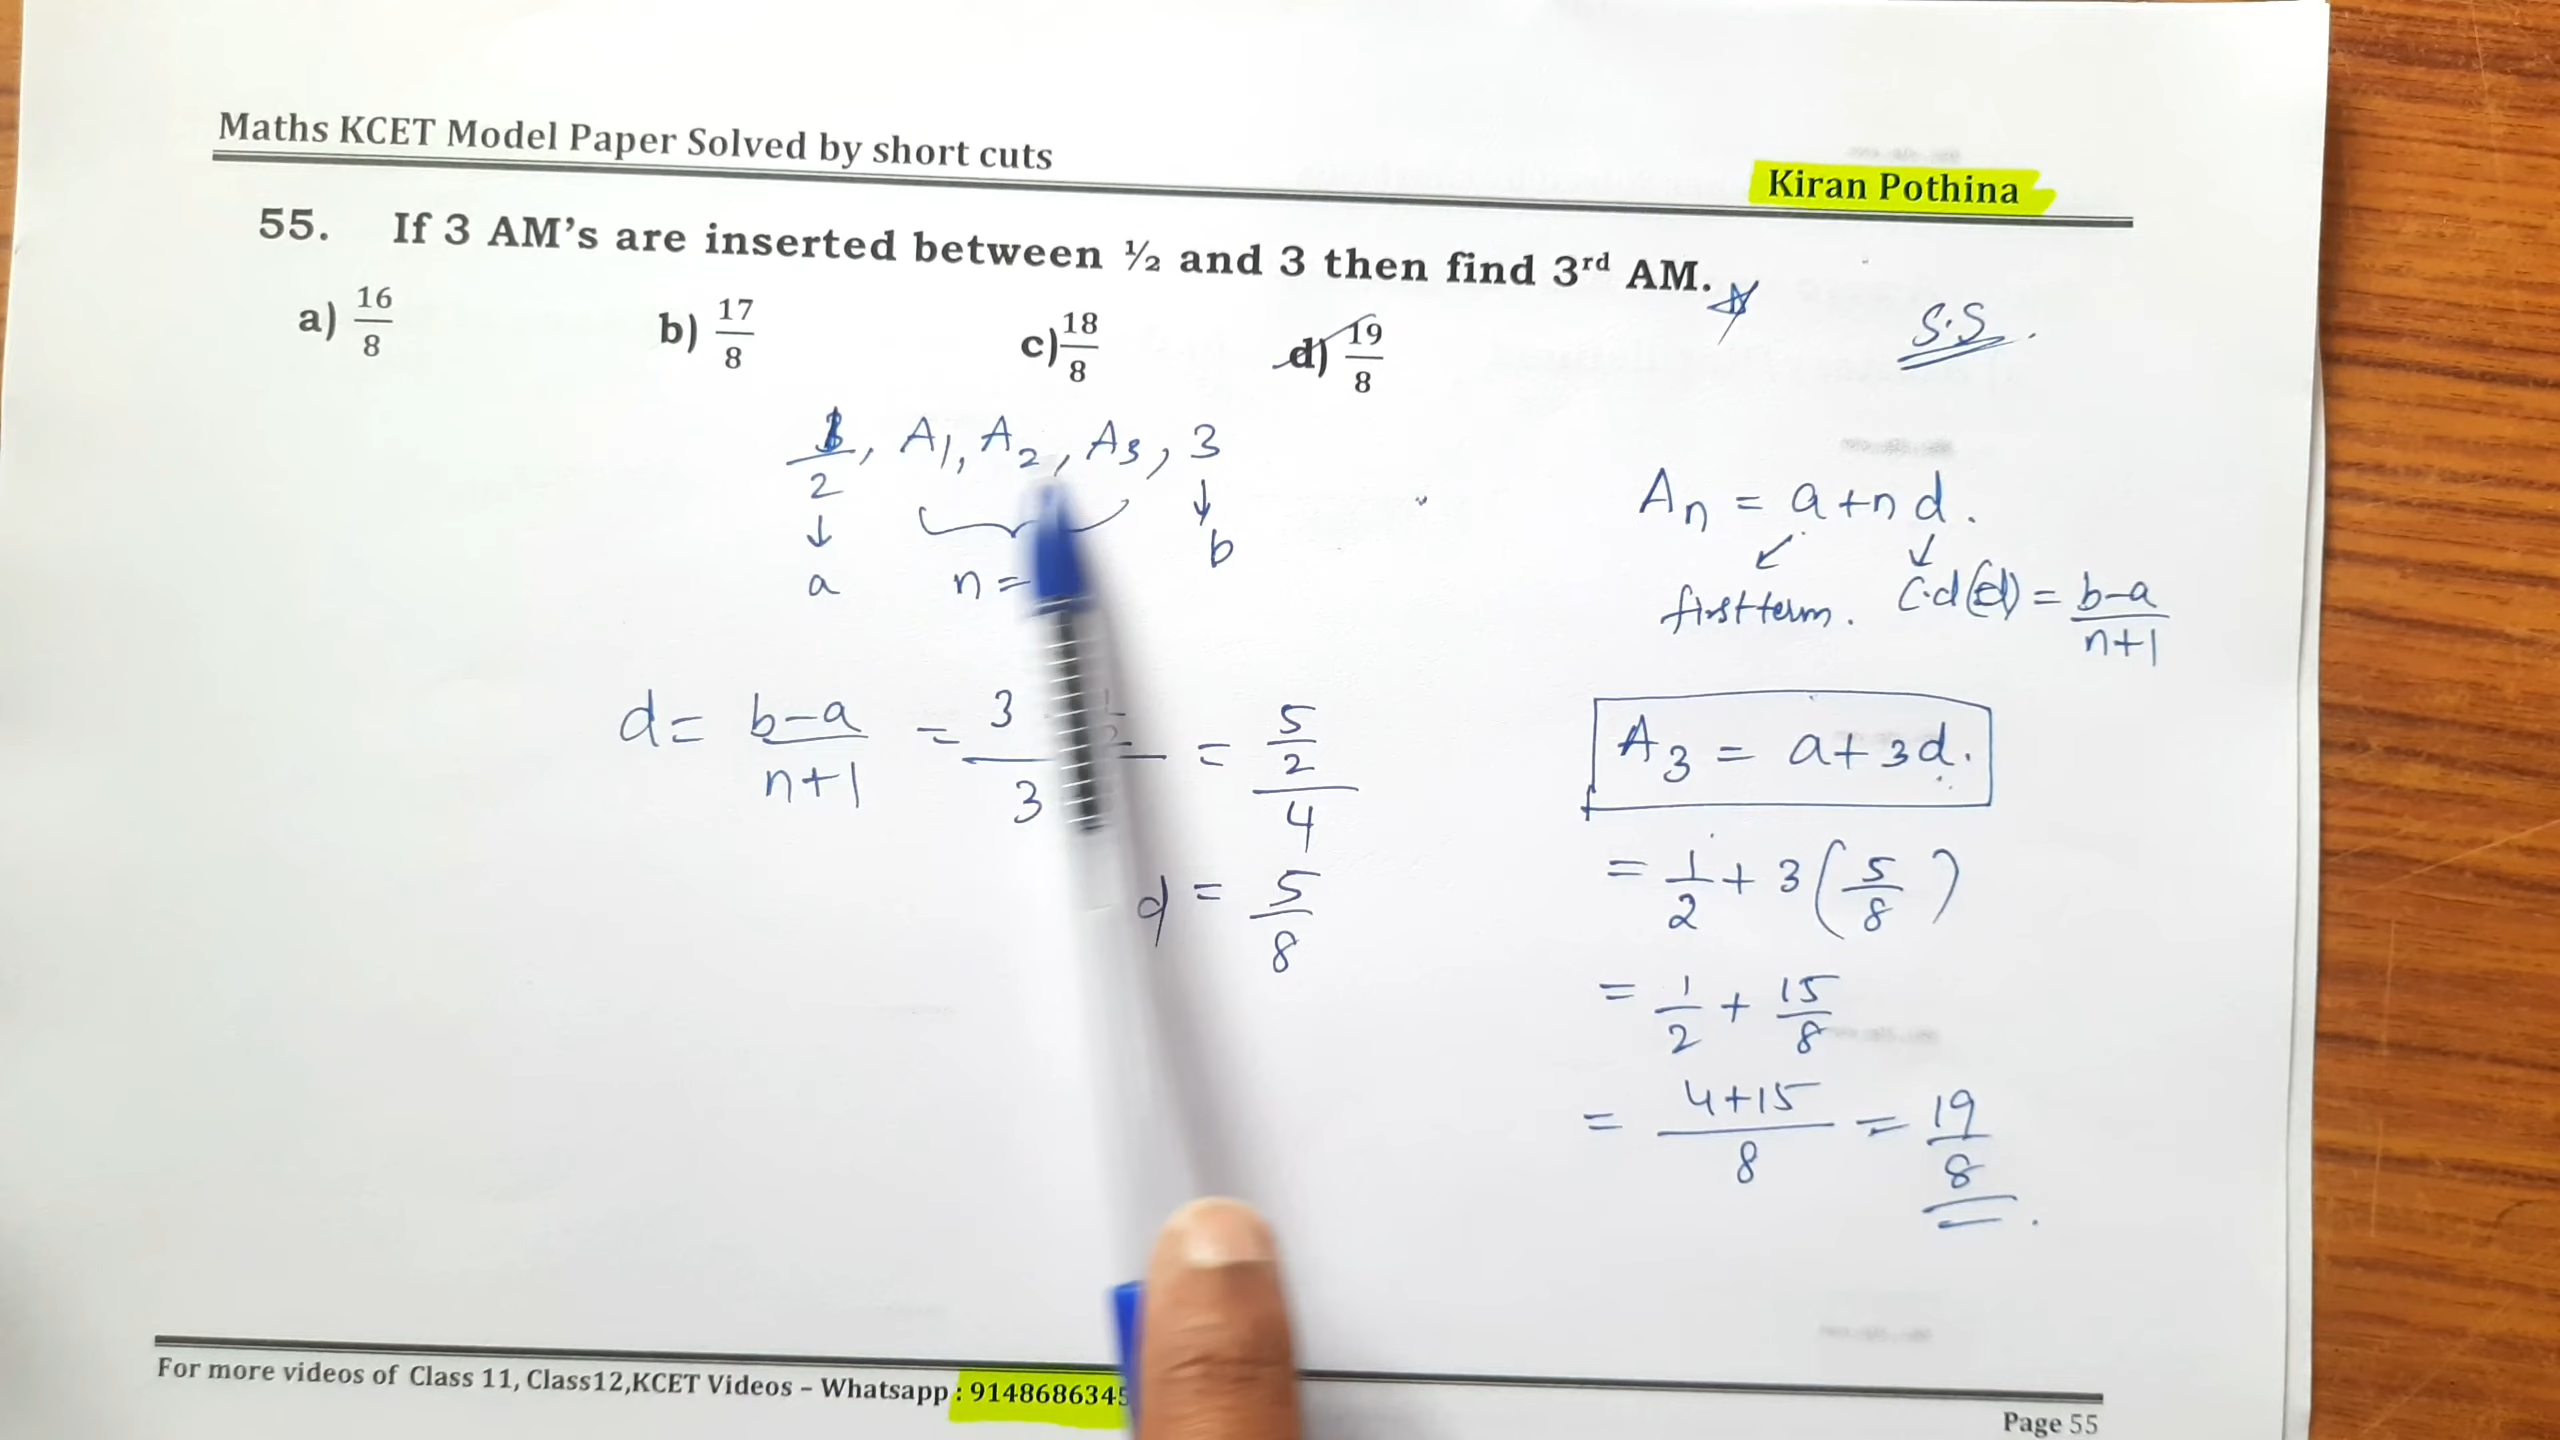 Maths KCET Model Paper Solved by short cuts
Kiran Pothina
55. If 3 AM's are inserted between ½ and 3 then find 3rd AM.
a) 16/8 b) 17/8 c) 18/8 d) 19/8
S.S.
1/2, A1, A2, A3, 3
↓ ↓
a n = b
An = a + nd.
↙ ↓
first term. C.d(d) = b-a/n+1
d = b-a/n+1 = 3 1/2 / 3 = 5/2 / 4
d = 5/8
A3 = a + 3d.
= 1/2 + 3(5/8)
= 1/2 + 15/8
= 4+15/8 = 19/8.
For more videos of Class 11, Class12,KCET Videos – Whatsapp : 914868634
Page 55